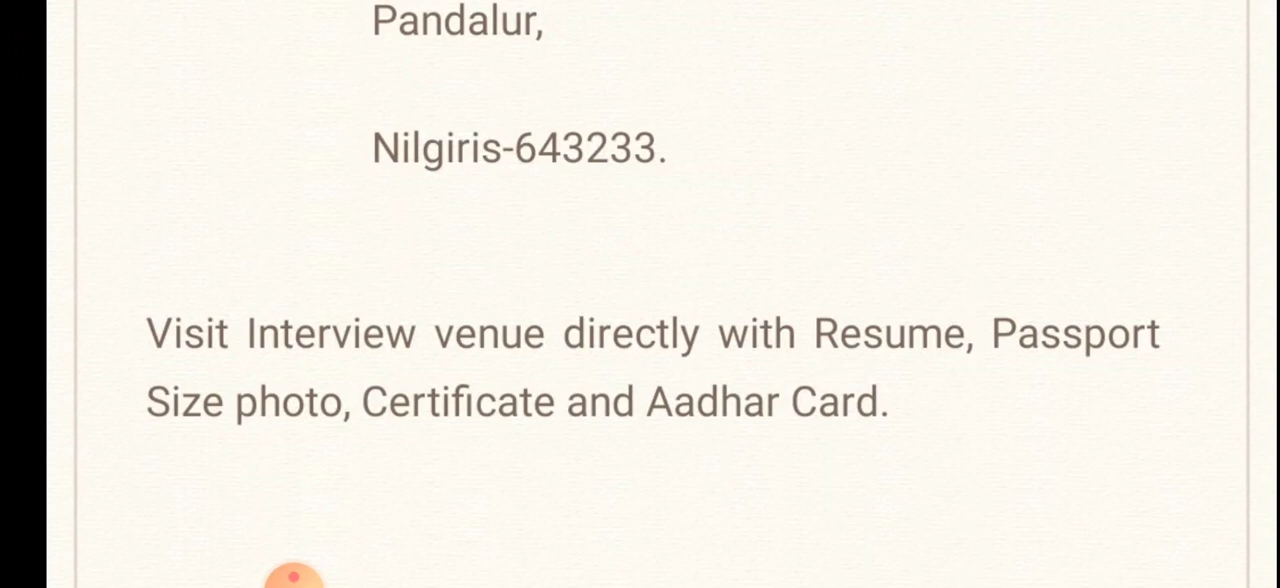 Pandalur,
Nilgiris-643233.
Visit Interview venue directly with Resume, Passport
Size photo, Certificate and Aadhar Card.